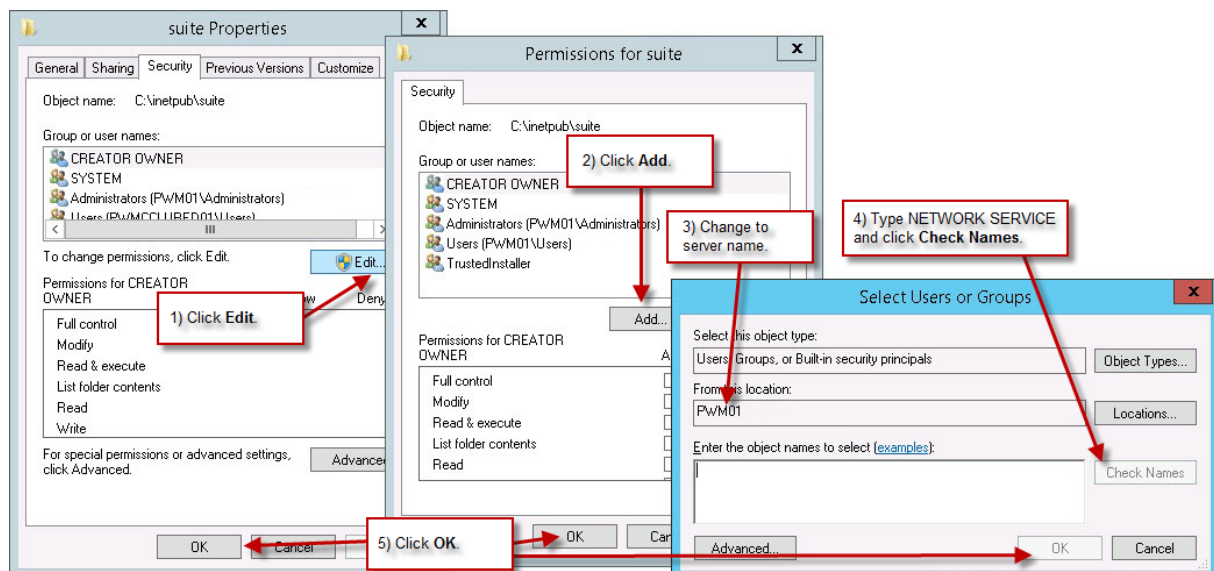 suite Properties
x
General
Sharing
Security
Previous Versions
Customize
Object name: C:\inetpub\suite
Group or user names:
CREATOR OWNER
SYSTEM
Administrators (PWM01\Administrators)
Users (PWMCCLURED01\Users)
To change permissions, click Edit.
Edit...
Permissions for CREATOR
OWNER
Deny
Full control
Modify
Read & execute
List folder contents
Read
Write
For special permissions or advanced settings,
click Advanced.
Advance
OK
Cancel
1) Click Edit.
Permissions for suite
x
Security
Object name: C:\inetpub\suite
Group or user names:
CREATOR OWNER
SYSTEM
Administrators (PWM01\Administrators)
Users (PWM01\Users)
TrustedInstaller
Add...
Permissions for CREATOR
OWNER
A
Full control
Modify
Read & execute
List folder contents
Read
OK
Can
2) Click Add.
3) Change to
server name.
4) Type NETWORK SERVICE
and click Check Names.
Select Users or Groups
x
Select this object type:
Users, Groups, or Built-in security principals
Object Types...
From this location:
PWM01
Locations...
Enter the object names to select (examples):
Check Names
Advanced...
OK
Cancel
5) Click OK.